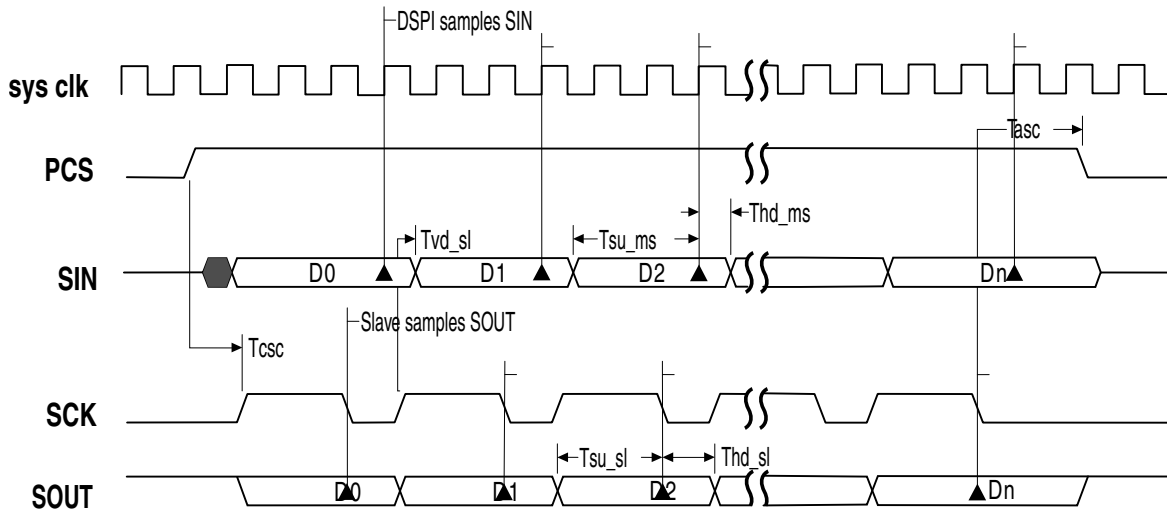 DSPI samples SIN
sys clk
Tasc
PCS
Thd_ms
Tvd_sl
Tsu_ms
SIN
D0
D1
D2
Dn
Slave samples SOUT
Tcsc
SCK
Tsu_sl
Thd_sl
SOUT
D0
D1
D2
Dn